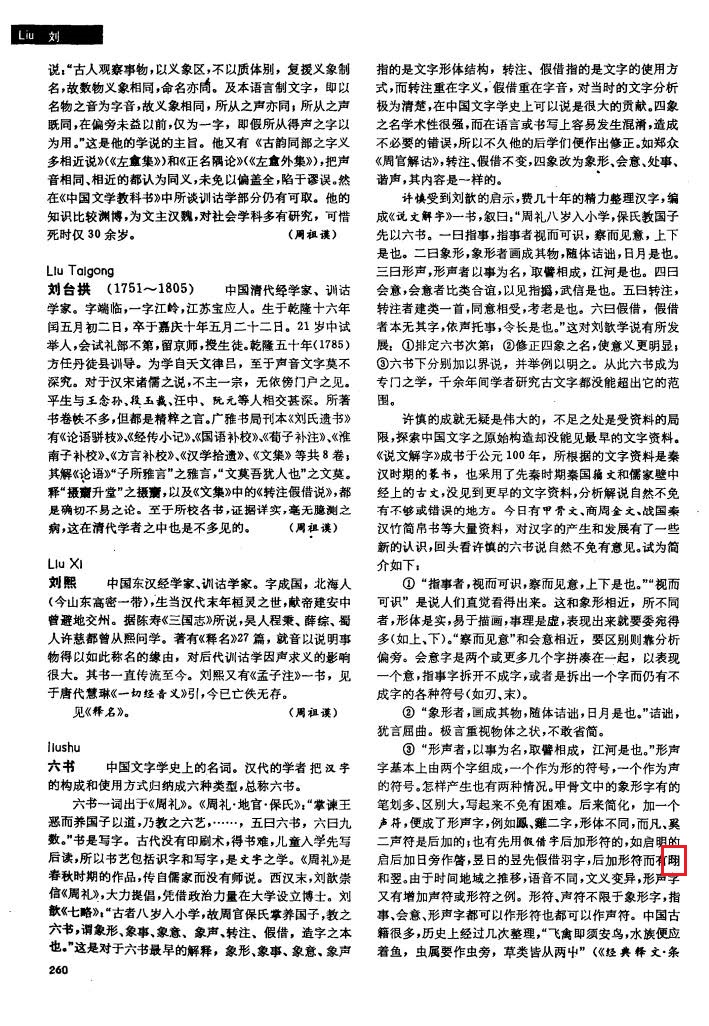 Liu 刘
说:“古人观察事物,以义象区,不以质体别,复援义象制
名,故数物义象相同,命名亦同。及本语言制文字,即以
名物之音为字音,故义象相同,所从之声亦同;所从之声
既同,在偏旁未益以前,仅为一字,即假所从得声之字以
为用。”这是他的学说的主旨。他又有《古韵同部之字义
多相近说》(《左盦集》)和《正名隅论》(《左盦外集》),把声
音相同、相近的都认为同义,未免以偏盖全,陷于谬误。然
在《中国文学教科书》中所谈训诂学部分仍有可取。他的
知识比较渊博,为文主汉魏,对社会学科多有研究,可惜
死时仅30余岁。 (周祖谟)
Liu Taigong
刘台拱 (1751～1805) 中国清代经学家、训诂
学家。字端临,一字江岭,江苏宝应人。生于乾隆十六年
闰五月初二日,卒于嘉庆十年五月二十二日。21岁中试
举人,会试礼部不第,留京师,授生徒。乾隆五十年(1785)
方任丹徒县训导。为学自天文律吕,至于声音文字莫不
深究。对于汉宋诸儒之说,不主一宗,无依傍门户之见。
平生与王念孙、段玉裁、汪中、阮元等人相交甚深。所著
书卷帙不多,但都是精粹之言。广雅书局刊本《刘氏遗书》
有《论语骈枝》、《经传小记》、《国语补校》、《荀子补注》、《淮
南子补校》、《方言补校》、《汉学拾遗》、《文集》等共8卷;
其解《论语》“子所雅言”之雅言,“文莫吾犹人也”之文莫。
释“摄齍升堂”之摄齍,以及《文集》中的《转注假借说》,都
是确切不易之论。至于所校各书,证据详实,毫无臆测之
病,这在清代学者之中也是不多见的。 (周祖谟)
Liu Xi
刘熙 中国东汉经学家、训诂学家。字成国,北海人
(今山东高密一带),生当汉代末年桓灵之世,献帝建安中
曾避地交州。据陈寿《三国志》所说,吴人程秉、薛综、蜀
人许慈都曾从熙问学。著有《释名》27篇,就音以说明事
物得以如此称名的缘由,对后代训诂学因声求义的影响
很大。其书一直传流至今。刘熙又有《孟子注》一书,见
于唐代慧琳《一切经音义》引,今已亡佚无存。
见《释名》。 (周祖谟)
liushu
六书 中国文字学史上的名词。汉代的学者把汉字
的构成和使用方式归纳成六种类型,总称六书。
六书一词出于《周礼》。《周礼·地官·保氏》:“掌谏王
恶而养国子以道,乃教之六艺,……,五曰六书,六曰九
数。”书是写字。古代没有印刷术,得书难,儿童入学先写
后读,所以书艺包括识字和写字,是文字之学。《周礼》是
春秋时期的作品,传自儒家而没有师说。西汉末,刘歆崇
信《周礼》,大力提倡,凭借政治力量在大学设立博士。刘
歆《七略》:“古者八岁入小学,故周官保氏掌养国子,教之
六书,谓象形、象事、象意、象声、转注、假借,造字之本
也。”这是对于六书最早的解释,象形、象事、象意、象声
260
指的是文字形体结构,转注、假借指的是文字的使用方
式,而转注重在字义,假借重在字音,对当时的文字分析
极为清楚,在中国文字学史上可以说是很大的贡献。四象
之名学术性很强,而在语言或书写上容易发生混淆,造成
不必要的错误,所以不久他的后学们便作出修正。如郑众
《周官解诂》,转注、假借不变,四象改为象形、会意、处事、
谐声,其内容是一样的。
许慎受到刘歆的启示,费几十年的精力整理汉字,编
成《说文解字》一书,叙曰:“周礼八岁入小学,保氏教国子
先以六书。一曰指事,指事者视而可识,察而见意,上下
是也。二曰象形,象形者画成其物,随体诘诎,日月是也。
三曰形声,形声者以事为名,取譬相成,江河是也。四曰
会意,会意者比类合谊,以见指撝,武信是也。五曰转注,
转注者建类一首,同意相受,考老是也。六曰假借,假借
者本无其字,依声托事,令长是也。”这对刘歆学说有所发
展:①排定六书次第;②修正四象之名,使意义更明显;
③六书下分别加以界说,并举例以明之。从此六书成为
专门之学,千余年间学者研究古文字都没能超出它的范
围。
许慎的成就无疑是伟大的,不足之处是受资料的局
限,探索中国文字之原始构造却没能见最早的文字资料。
《说文解字》成书于公元100年,所根据的文字资料是秦
汉时期的篆书,也采用了先秦时期秦国籀文和儒家壁中
经上的古文,没见到更早的文字资料,分析解说自然不免
有不够或错误的地方。今日有甲骨文、商周金文、战国秦
汉竹简帛书等大量资料,对汉字的产生和发展有了一些
新的认识,回头看许慎的六书说自然不免有意见。试为简
介如下:
①“指事者,视而可识,察而见意,上下是也。”“视而
可识”是说人们直觉看得出来。这和象形相近,所不同
者,形体是实,易于描画,事理是虚,表现出来就要委宛得
多(如上、下)。“察而见意”和会意相近,要区别则靠分析
偏旁。会意字是两个或更多几个字拼凑在一起,以表现
一个意,指事字拆开不成字,或者是拆出一个字而仍有不
成字的各种符号(如刃、末)。
②“象形者,画成其物,随体诘诎,日月是也。”诘诎,
犹言屈曲。极言重视物体之状,不敢省简。
③“形声者,以事为名,取譬相成,江河是也。”形声
字基本上由两个字组成,一个作为形的符号,一个作为声
的符号。怎样产生也有两种情况。甲骨文中的象形字有的
笔划多、区别大,写起来不免有困难。后来简化,加一个
声符,便成了形声字,例如鳳、雞二字,形体不同,而凡、奚
二声符是后加的;也有先用假借字后加形符的,如启明的
启后加日旁作晵,昱日的昱先假借羽字,后加形符而有翊
和翌。由于时间地域之推移,语音不同,文义变异,形声字
又有增加声符或形符之例。形符、声符不限于象形字,指
事、会意、形声字都可以作形符也都可以作声符。中国古
籍很多,历史上经过几次整理,“飞禽即须安鸟,水族便应
着鱼,虫属要作虫旁,草类皆从两屮”(《经典释文·条